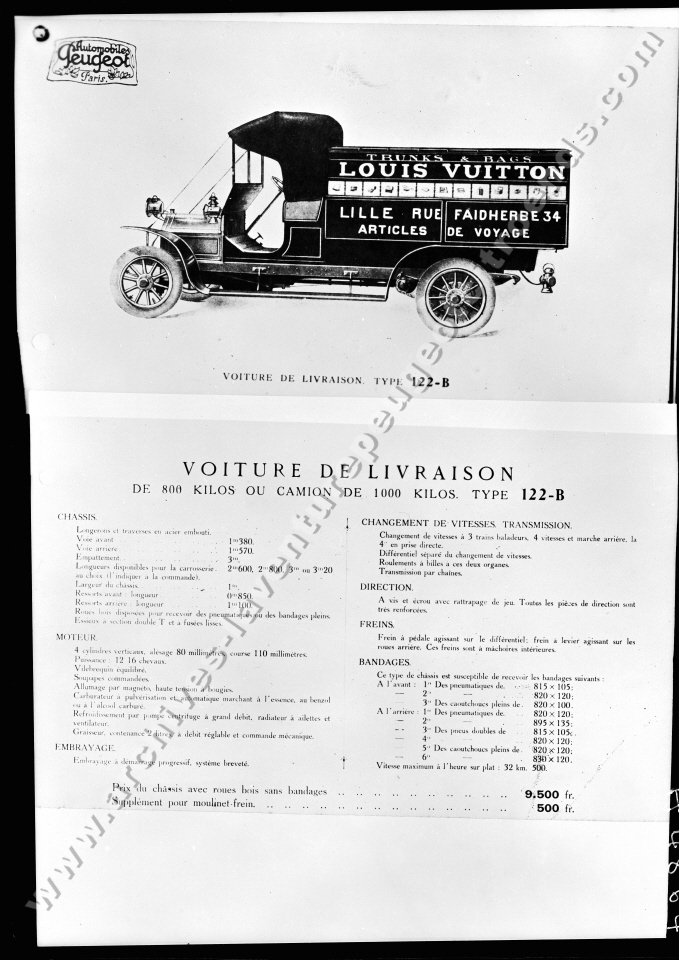 Automobiles
Peugeot
Paris.
TRUNKS & BAGS
LOUIS VUITTON
LILLE RUE FAIDHERBE 34
ARTICLES DE VOYAGE
VOITURE DE LIVRAISON. TYPE 122-B
VOITURE DE LIVRAISON
DE 800 KILOS OU CAMION DE 1000 KILOS. TYPE 122-B
CHASSIS.
Longerons et traverses en acier embouti.
Voie avant 1m380.
Voie arrière 1m570.
Empattement 3m
Longueurs disponibles pour la carrosserie. 2m600, 2m800, 3m ou 3m20
au choix (l'indiquer a la commande).
Largeur du châssis 1m
Ressorts avant : longueur 0m850.
Ressorts arrière : longueur 1m100.
Roues bois disposées pour recevoir des pneumatiques ou des bandages pleins.
Essieux a section double T et a fusées lisses.
MOTEUR.
4 cylindres verticaux, alésage 80 millimètres, course 110 millimètres.
Puissance : 12-16 chevaux.
Vilebrequin équilibré.
Soupapes commandées.
Allumage par magnéto, haute tension à bougies.
Carburateur à pulvérisation et automatique marchant à l'essence, au benzol
ou à l'alcool carburé.
Refroidissement par pompe centrifuge à grand débit, radiateur à ailettes et
ventilateur.
Graisseur, contenance 2 litres, à débit réglable et commande mécanique.
EMBRAYAGE.
Embrayage à démarrage progressif, système breveté.
CHANGEMENT DE VITESSES. TRANSMISSION.
Changement de vitesses à 3 trains baladeurs, 4 vitesses et marche arrière, la
4e en prise directe.
Différentiel séparé du changement de vitesses.
Roulements à billes a ces deux organes.
Transmission par chaînes.
DIRECTION.
A vis et écrou avec rattrapage de jeu. Toutes les pièces de direction sont
très renforcées.
FREINS.
Frein à pédale agissant sur le différentiel; frein à levier agissant sur les
roues arrière. Ces freins sont à mâchoires intérieures.
BANDAGES.
Ce type de châssis est susceptible de recevoir les bandages suivants :
A l'avant : 1° Des pneumatiques de 815 × 105;
— 2° — 820 × 120;
— 3° Des caoutchoucs pleins de 820 × 100.
A l'arrière : 1° Des pneumatiques de 820 × 120;
— 2° — 895 × 135;
— 3° Des pneus doubles de 815 × 105;
— 4° — 820 × 120;
— 5° Des caoutchoucs pleins de 820 × 120;
— 6° — 830 × 120.
Vitesse maximum à l'heure sur plat : 32 km. 500.
Prix du châssis avec roues bois sans bandages 9.500 fr.
Supplément pour moulinet-frein. 500 fr.